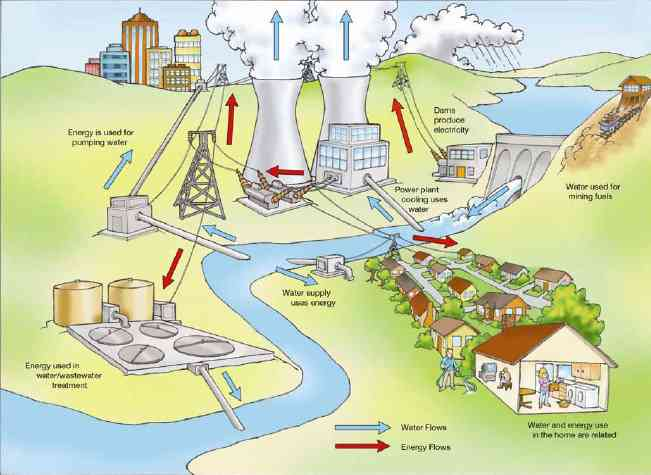 Energy is used for
pumping water
Dams
produce
electricity
Power plant
cooling uses
water
Water used for
mining fuels
Water supply
uses energy
Energy used in
water/wastewater
treatment
Water and energy use
in the home are related
Water Flows
Energy Flows